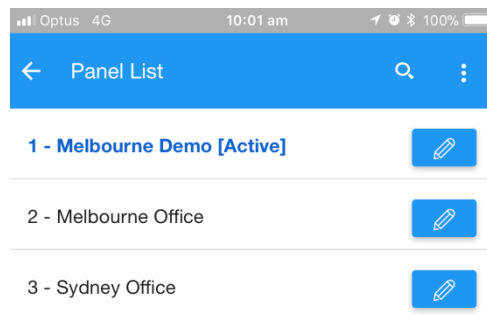 Optus 4G 10:01 am 100%
Panel List
1 - Melbourne Demo [Active]
2 - Melbourne Office
3 - Sydney Office